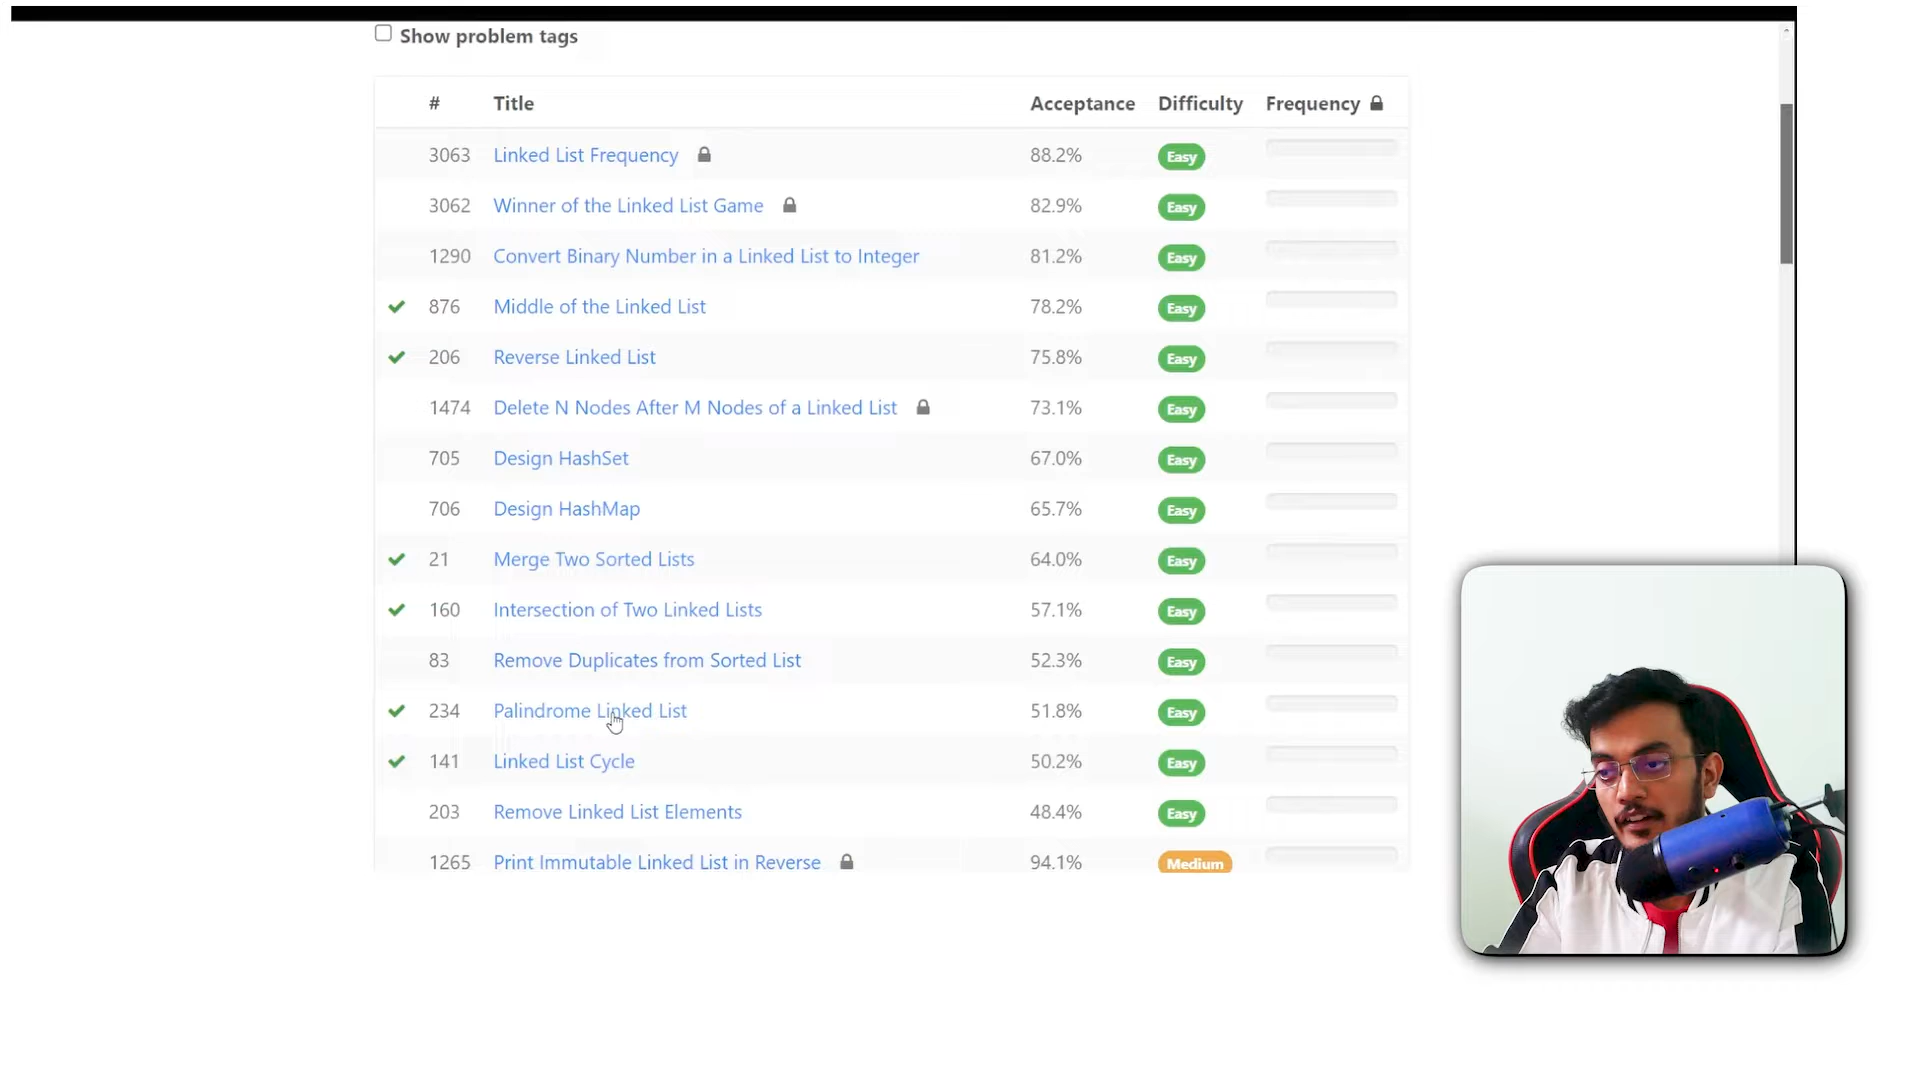 Show problem tags
# Title Acceptance Difficulty Frequency
3063 Linked List Frequency 88.2% Easy
3062 Winner of the Linked List Game 82.9% Easy
1290 Convert Binary Number in a Linked List to Integer 81.2% Easy
876 Middle of the Linked List 78.2% Easy
206 Reverse Linked List 75.8% Easy
1474 Delete N Nodes After M Nodes of a Linked List 73.1% Easy
705 Design HashSet 67.0% Easy
706 Design HashMap 65.7% Easy
21 Merge Two Sorted Lists 64.0% Easy
160 Intersection of Two Linked Lists 57.1% Easy
83 Remove Duplicates from Sorted List 52.3% Easy
234 Palindrome Linked List 51.8% Easy
141 Linked List Cycle 50.2% Easy
203 Remove Linked List Elements 48.4% Easy
1265 Print Immutable Linked List in Reverse 94.1% Medium